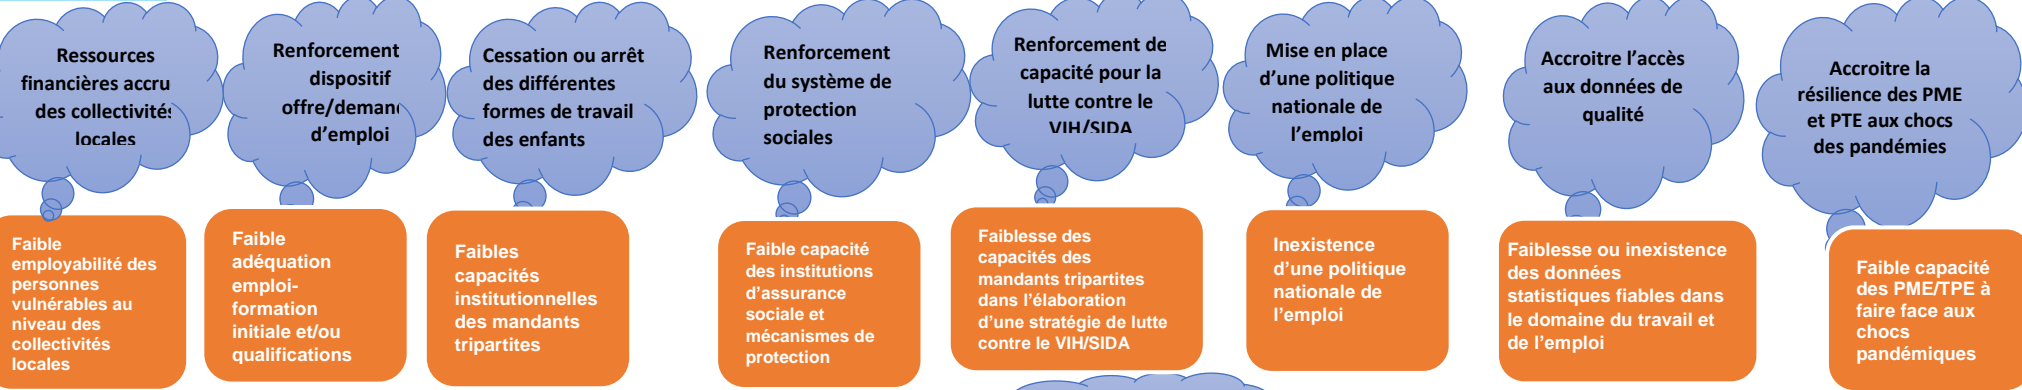 Ressources
financières accru
des collectivités
locales
Renforcement
dispositif
offre/demand
d'emploi
Cessation ou arrêt
des différentes
formes de travail
des enfants
Renforcement
du système de
protection
sociales
Renforcement de
capacité pour la
lutte contre le
VIH/SIDA
Mise en place
d'une politique
nationale de
l'emploi
Accroitre l'accès
aux données de
qualité
Accroitre la
résilience des PME
et PTE aux chocs
des pandémies
Faible
employabilité des
personnes
vulnérables au
niveau des
collectivités
locales
Faible
adéquation
emploi-
formation
initiale et/ou
qualifications
Faibles
capacités
institutionnelles
des mandants
tripartites
Faible capacité
des institutions
d'assurance
sociale et
mécanismes de
protection
Faiblesse des
capacités des
mandants tripartites
dans l'élaboration
d'une stratégie de lutte
contre le VIH/SIDA
Inexistence
d'une politique
nationale de
l'emploi
Faiblesse ou inexistence
des données
statistiques fiables dans
le domaine du travail et
de l'emploi
Faible capacité
des PME/TPE à
faire face aux
chocs
pandémiques